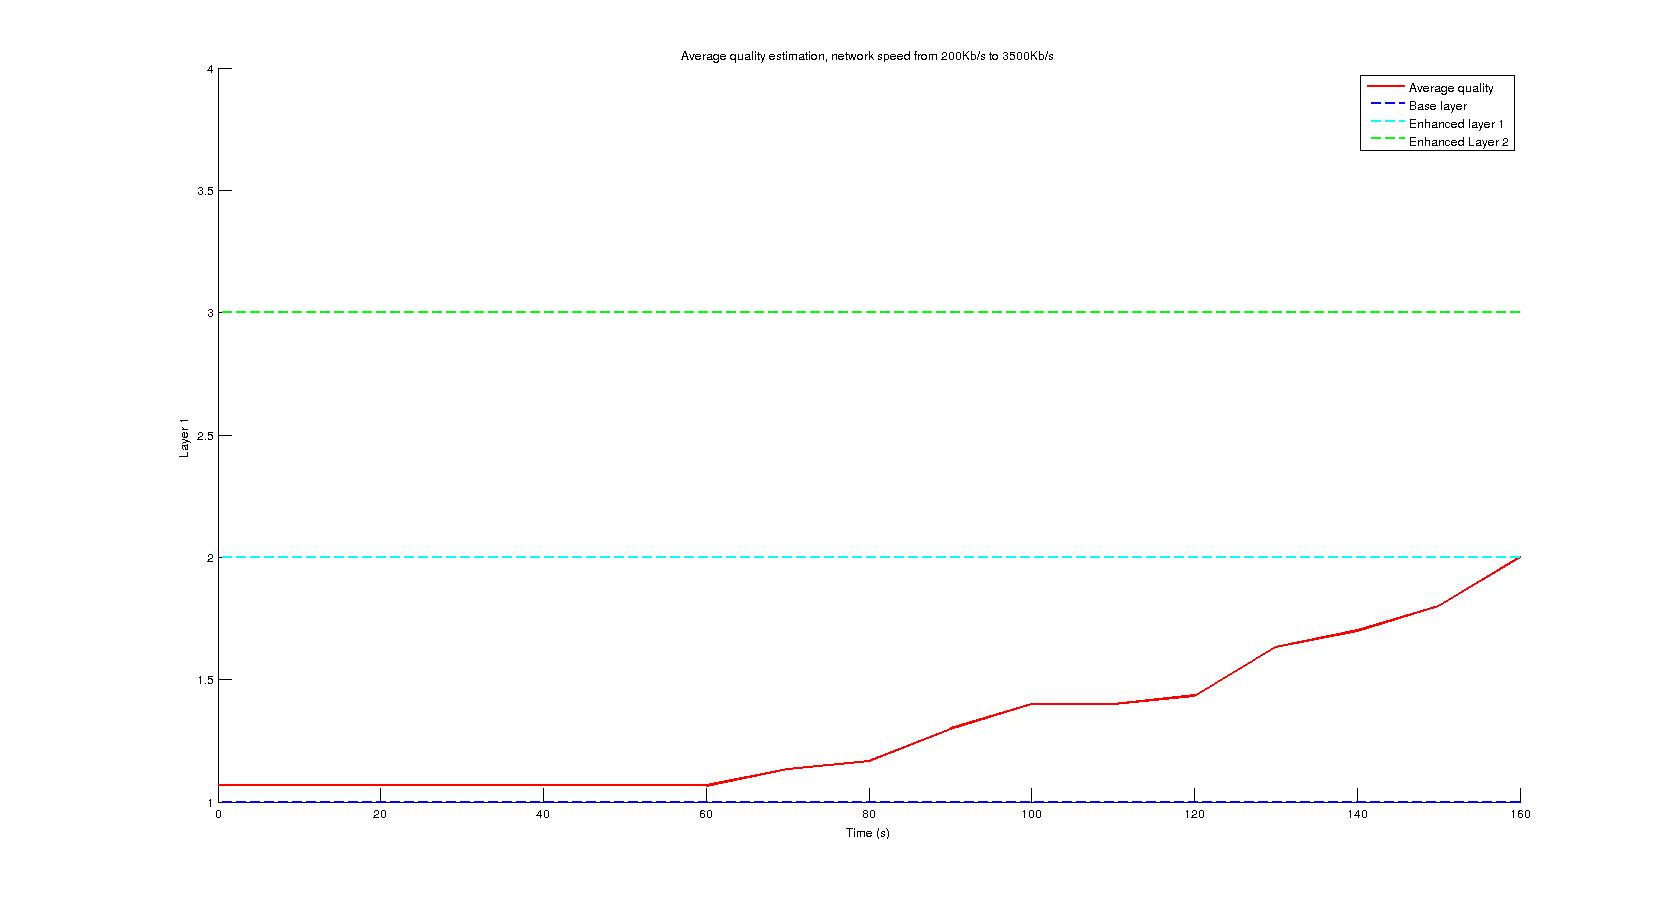 Average quality estimation, network speed from 200Kb/s to 3500Kb/s
Average quality
Base layer
Enhanced layer 1
Enhanced Layer 2
4
3.5
3
2.5
2
1.5
1
Layer 1
0 20 40 60 80 100 120 140 160
Time (s)